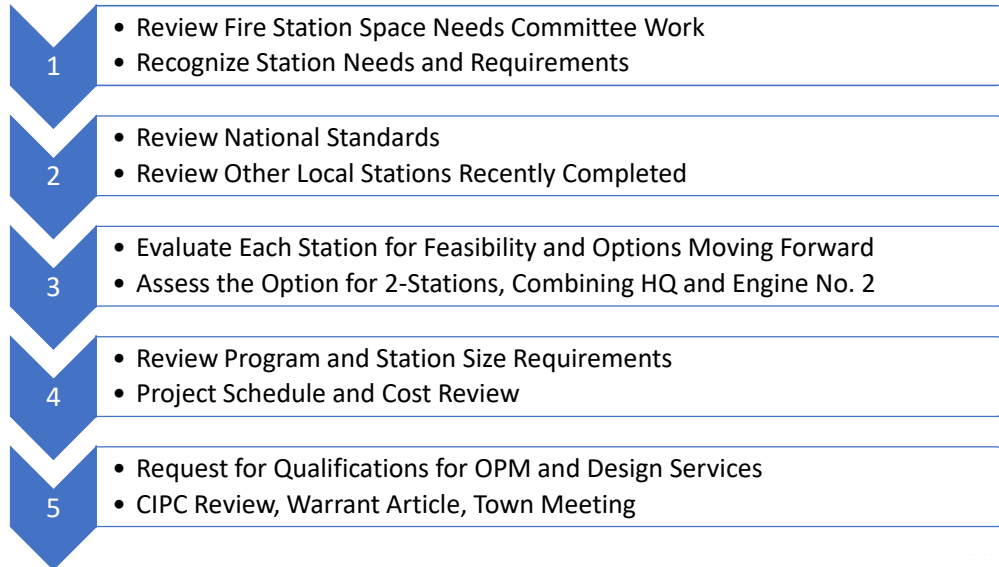 1
• Review Fire Station Space Needs Committee Work
• Recognize Station Needs and Requirements
2
• Review National Standards
• Review Other Local Stations Recently Completed
3
• Evaluate Each Station for Feasibility and Options Moving Forward
• Assess the Option for 2-Stations, Combining HQ and Engine No. 2
4
• Review Program and Station Size Requirements
• Project Schedule and Cost Review
5
• Request for Qualifications for OPM and Design Services
• CIPC Review, Warrant Article, Town Meeting